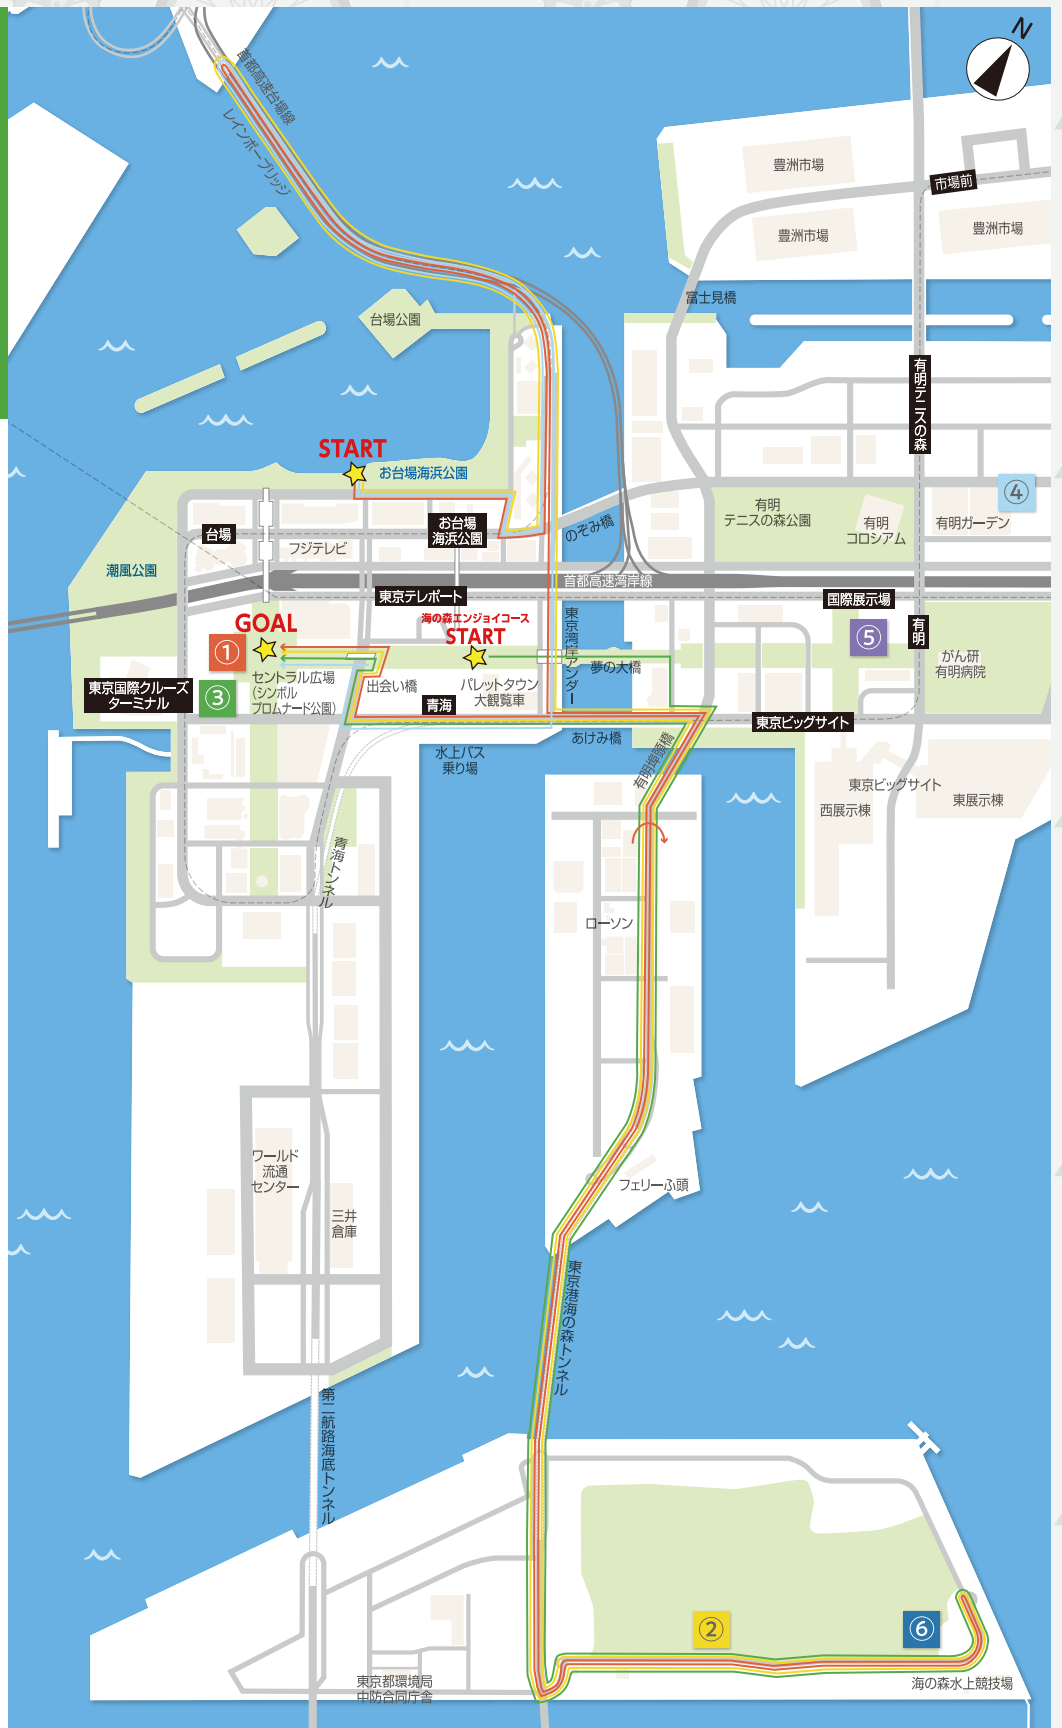 N
首都高速台場線
レインボーブリッジ
豊洲市場
市場前
豊洲市場
豊洲市場
富士見橋
台場公園
有明テニスの森
START
お台場海浜公園
④
有明
テニスの森公園
有明
コロシアム
有明ガーデン
お台場
海浜公園
のぞみ橋
台場
フジテレビ
潮風公園
首都高速湾岸線
東京テレポート
国際展示場
海の森エンジョイコース
START
GOAL
①
東京湾岸アンダー
⑤
有明
がん研
有明病院
夢の大橋
東京国際クルーズ
ターミナル
③
セントラル広場
(シンボル
プロムナード公園)
出会い橋
パレットタウン
大観覧車
青海
東京ビッグサイト
あけみ橋
水上バス
乗り場
有明埠頭橋
東京ビッグサイト
西展示棟
東展示棟
青海トンネル
ローソン
ワールド
流通
センター
三井
倉庫
フェリーふ頭
東京港海の森トンネル
第二航路海底トンネル
②
⑥
東京都環境局
中防合同庁舎
海の森水上競技場